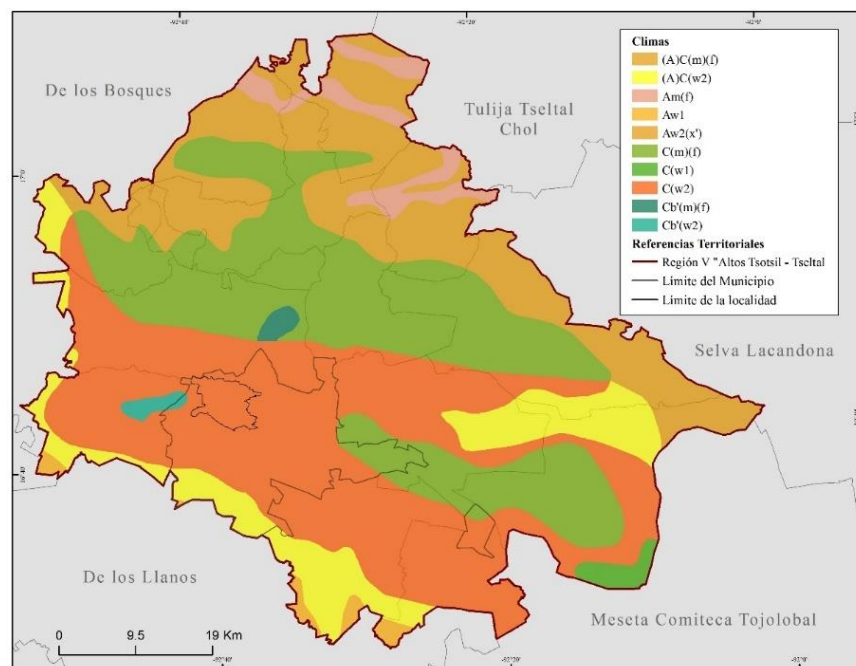 De los Bosques
Tulija Tseltal
Chol
Selva Lacandona
De los Llanos
Meseta Comiteca Tojolobal
Climas
(A)C(m)(f)
(A)C(w2)
Am(f)
Aw1
Aw2(x')
C(m)(f)
C(w1)
C(w2)
Cb'(m)(f)
Cb'(w2)
Referencias Territoriales
Región V "Altos Tsotsil - Tseltal
Límite del Municipio
Límite de la localidad
0 9.5 19 Km